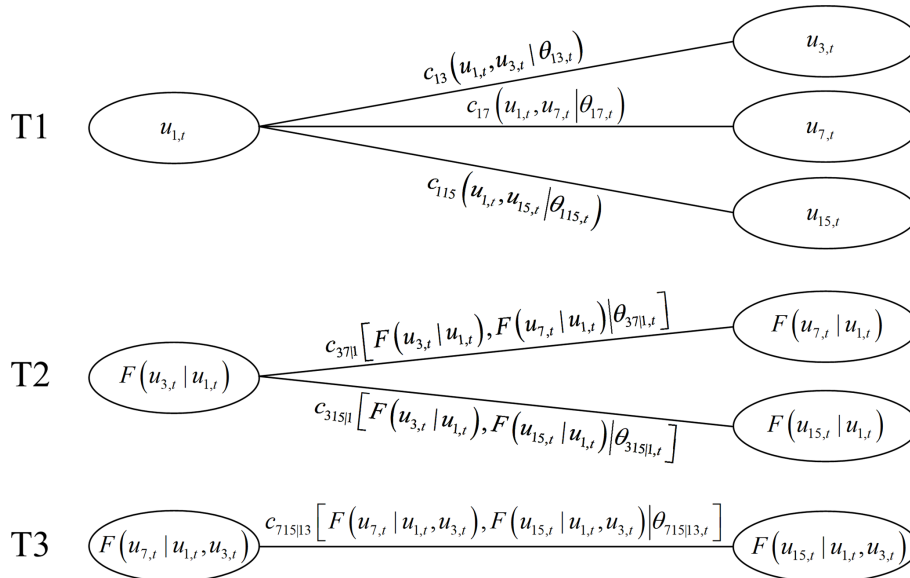 u_{3,t}
c_{13}(u_{1,t}, u_{3,t} | θ_{13,t})
T1
u_{1,t}
c_{17}(u_{1,t}, u_{7,t} | θ_{17,t})
u_{7,t}
c_{115}(u_{1,t}, u_{15,t} | θ_{115,t})
u_{15,t}
c_{37|1}[F(u_{3,t} | u_{1,t}), F(u_{7,t} | u_{1,t}) | θ_{37|1,t}]
F(u_{7,t} | u_{1,t})
T2
F(u_{3,t} | u_{1,t})
c_{315|1}[F(u_{3,t} | u_{1,t}), F(u_{15,t} | u_{1,t}) | θ_{315|1,t}]
F(u_{15,t} | u_{1,t})
T3
F(u_{7,t} | u_{1,t}, u_{3,t})
c_{715|13}[F(u_{7,t} | u_{1,t}, u_{3,t}), F(u_{15,t} | u_{1,t}, u_{3,t}) | θ_{715|13,t}]
F(u_{15,t} | u_{1,t}, u_{3,t})